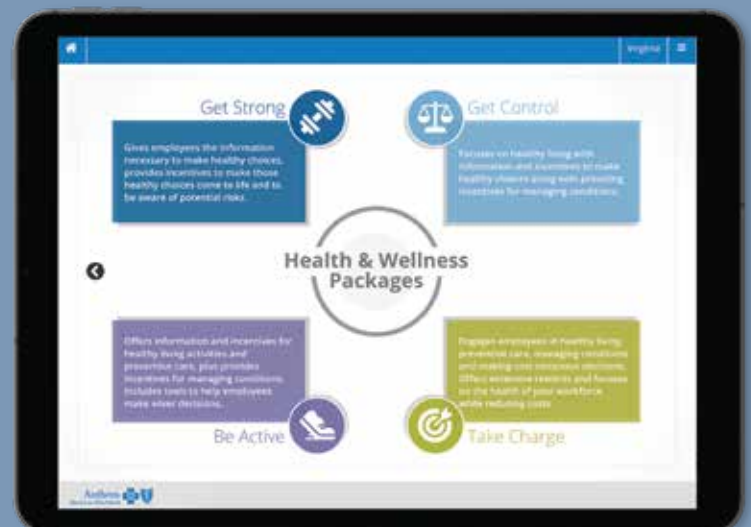 Virginia
Get Strong
Gives employees the information
necessary to make healthy choices,
provides incentives to make those
healthy choices come to life and to
be aware of potential risks.
Get Control
Focuses on healthy living with
information and incentives to make
healthy choices along with providing
incentives for managing conditions.
Health & Wellness
Packages
Offers information and incentives for
healthy living activities and
preventive care, plus provides
incentives for managing conditions.
Includes tools to help employees
make wiser decisions.
Be Active
Engages employees in healthy living,
preventive care, managing conditions
and making cost conscious decisions.
Offers extensive rewards and focuses
on the health of your workforce
while reducing costs
Take Charge
Anthem